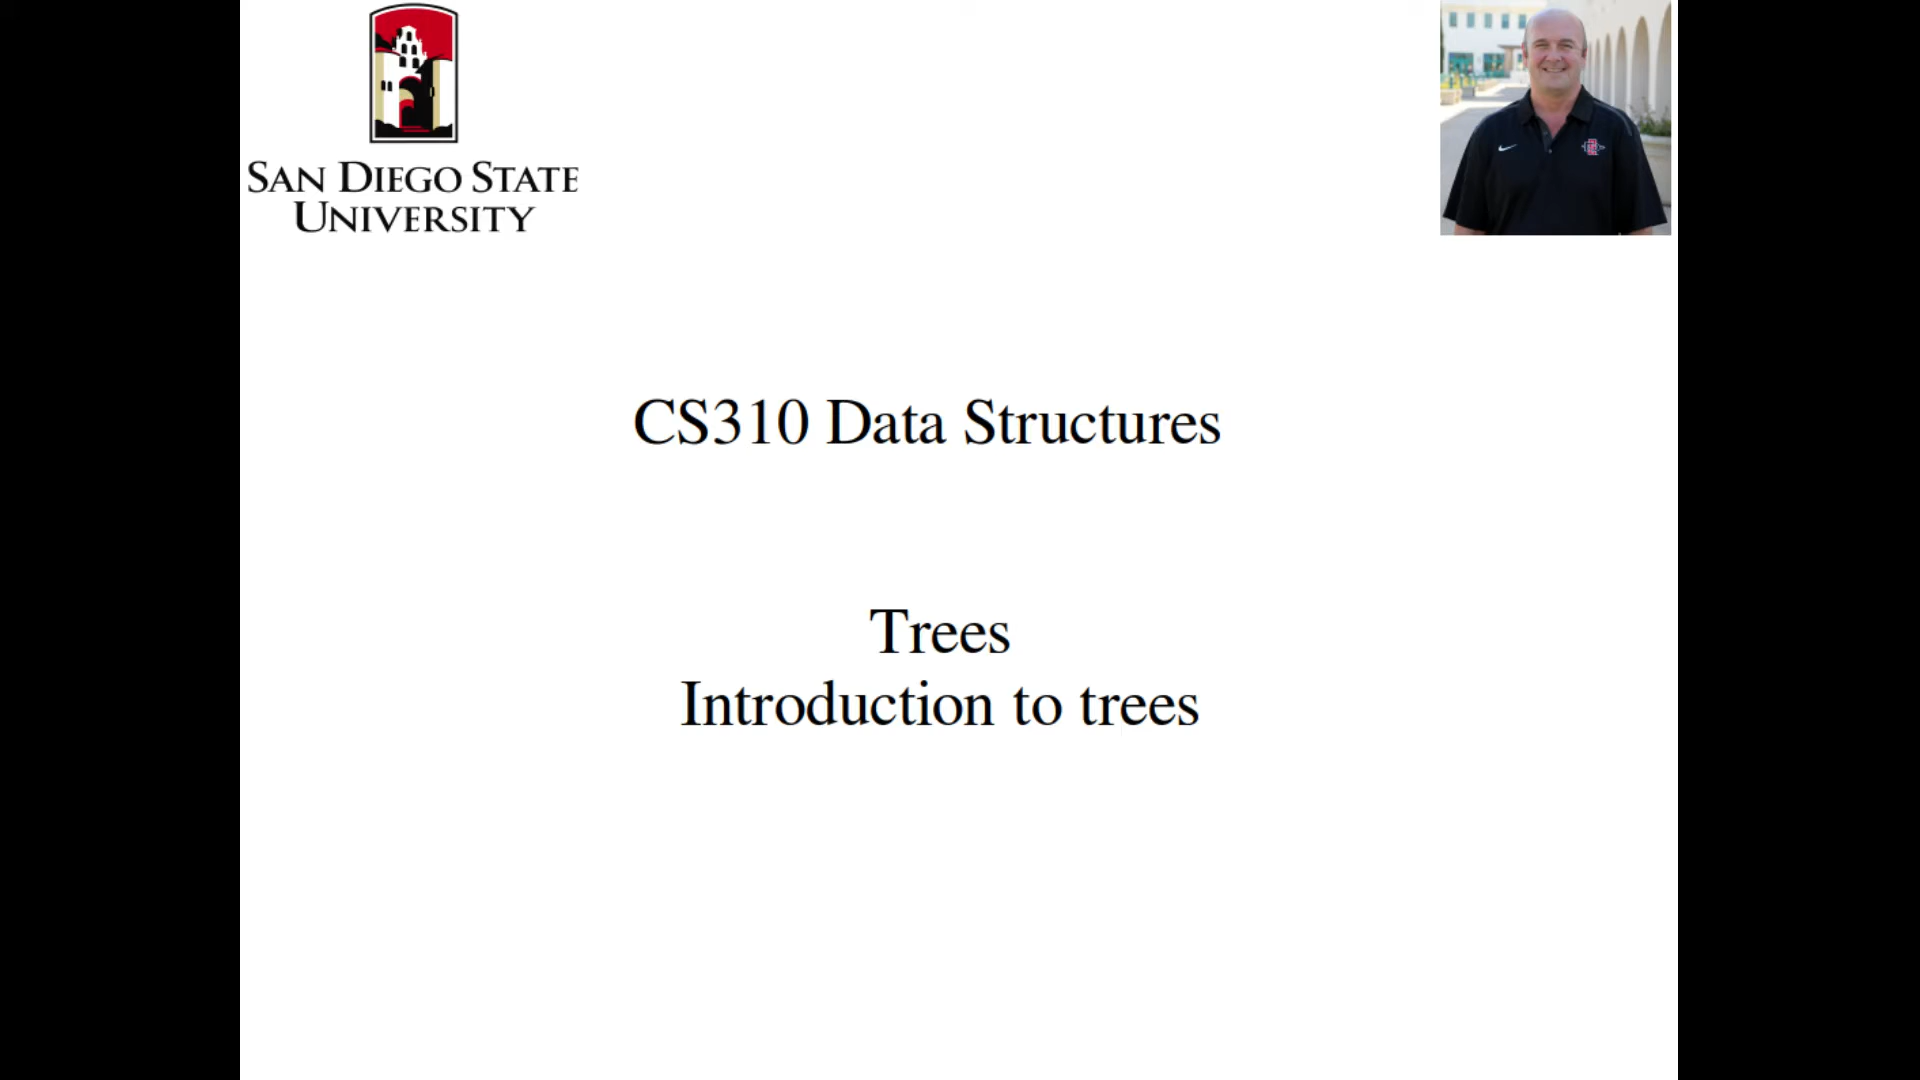 SAN DIEGO STATE
UNIVERSITY
CS310 Data Structures
Trees
Introduction to trees